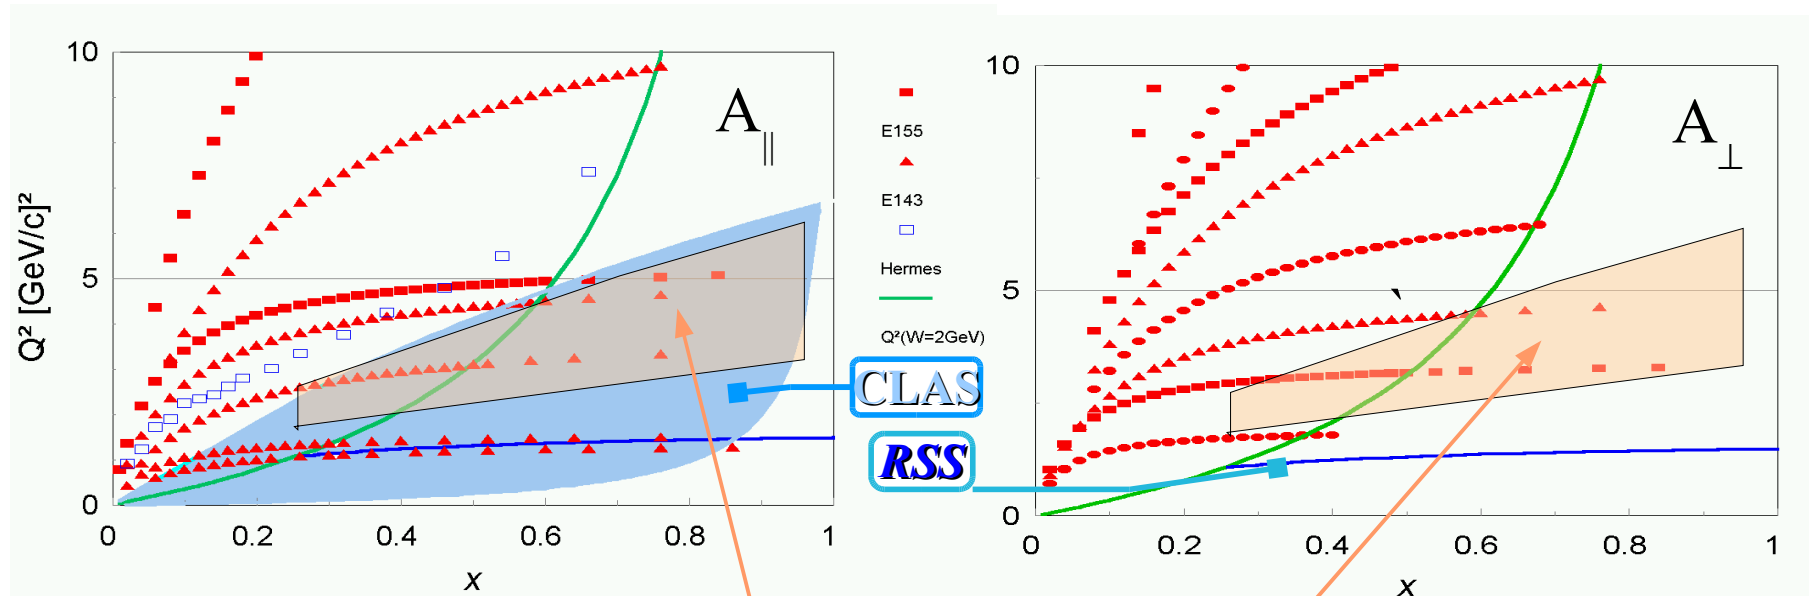 10
5
0
Q² [GeV/c]²
0
0.2
0.4
0.6
0.8
1
x
A||
E155
E143
Hermes
Q²(W=2GeV)
CLAS
RSS
10
5
0
0
0.2
0.4
0.6
0.8
1
x
A⊥